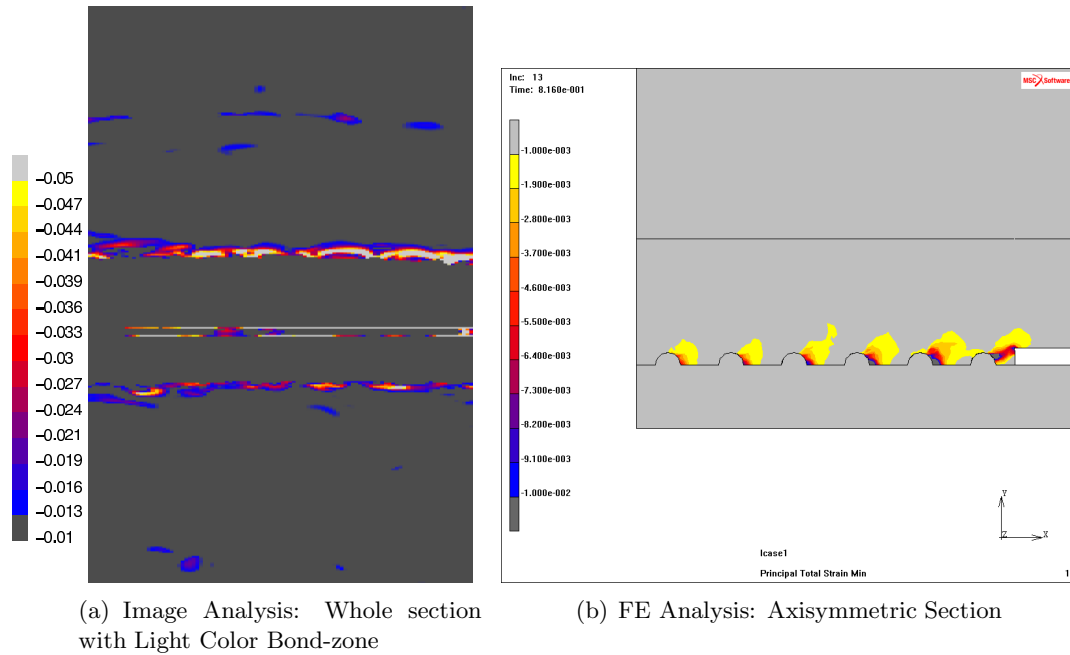 −0.05
−0.047
−0.044
−0.041
−0.039
−0.036
−0.033
−0.03
−0.027
−0.024
−0.021
−0.019
−0.016
−0.013
−0.01
Inc: 13
Time: 8.160e-001
MSC Software
-1.000e-003
-1.900e-003
-2.800e-003
-3.700e-003
-4.600e-003
-5.500e-003
-6.400e-003
-7.300e-003
-8.200e-003
-9.100e-003
-1.000e-002
Y
Z
X
lcase1
Principal Total Strain Min
1
(a) Image Analysis: Whole section
with Light Color Bond-zone
(b) FE Analysis: Axisymmetric Section